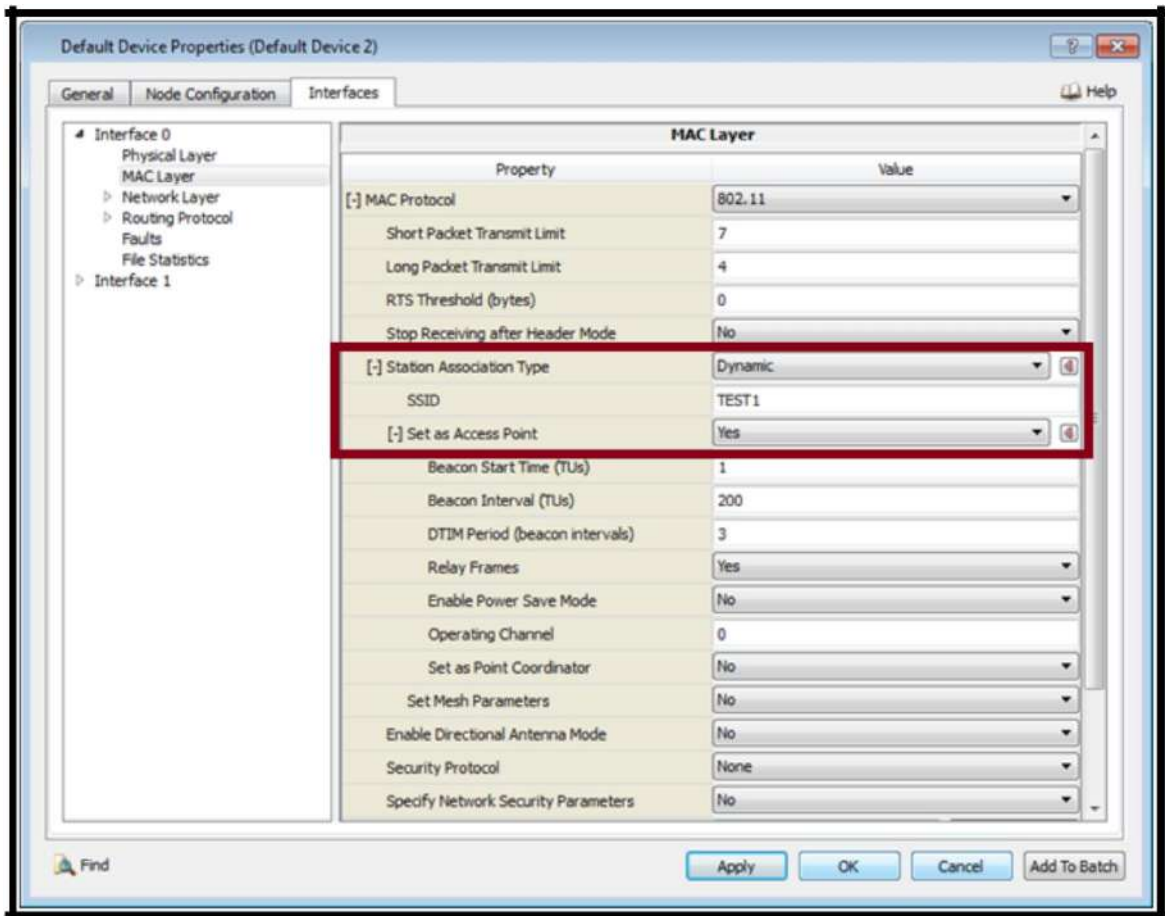 Default Device Properties (Default Device 2)
General Node Configuration Interfaces Help
Interface 0
Physical Layer
MAC Layer
Network Layer
Routing Protocol
Faults
File Statistics
Interface 1
MAC Layer
Property Value
[-] MAC Protocol 802.11
Short Packet Transmit Limit 7
Long Packet Transmit Limit 4
RTS Threshold (bytes) 0
Stop Receiving after Header Mode No
[-] Station Association Type Dynamic
SSID TEST1
[-] Set as Access Point Yes
Beacon Start Time (TUs) 1
Beacon Interval (TUs) 200
DTIM Period (beacon intervals) 3
Relay Frames Yes
Enable Power Save Mode No
Operating Channel 0
Set as Point Coordinator No
Set Mesh Parameters No
Enable Directional Antenna Mode No
Security Protocol None
Specify Network Security Parameters No
Find Apply OK Cancel Add To Batch